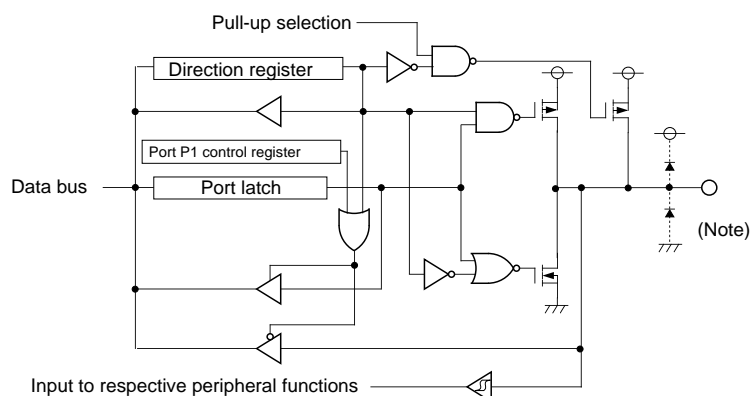 Pull-up selection
Direction register
Port P1 control register
Data bus
Port latch
(Note)
Input to respective peripheral functions